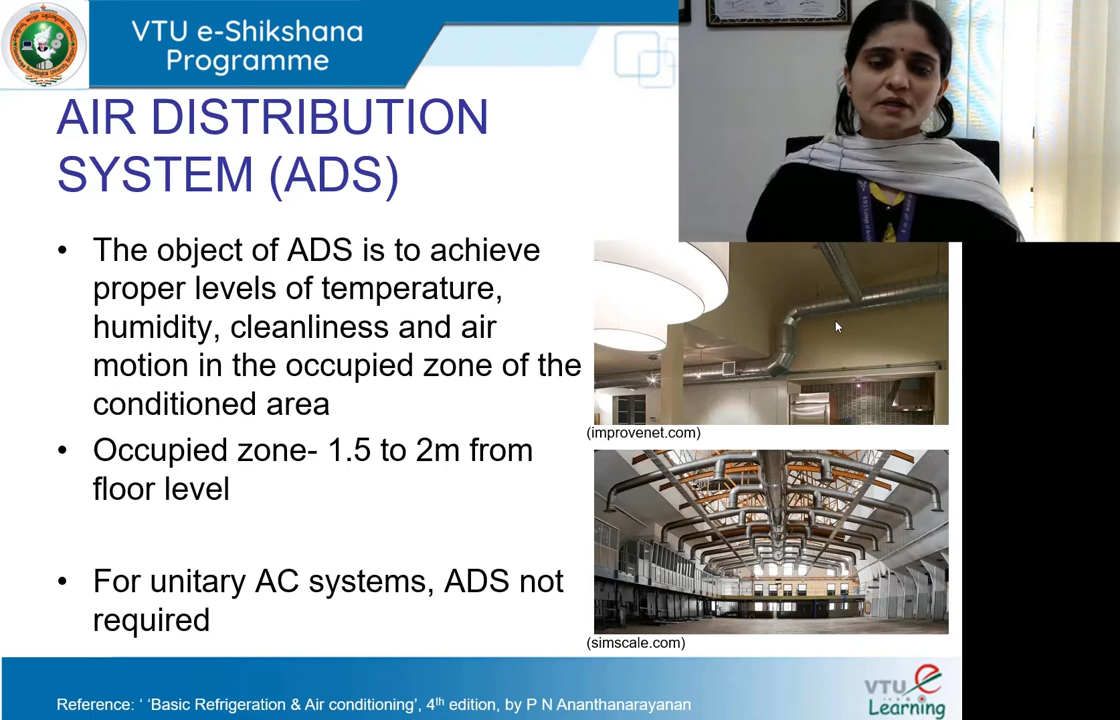 VTU e-Shikshana
Programme
AIR DISTRIBUTION
SYSTEM (ADS)
• The object of ADS is to achieve
proper levels of temperature,
humidity, cleanliness and air
motion in the occupied zone of the
conditioned area
• Occupied zone- 1.5 to 2m from
floor level
• For unitary AC systems, ADS not
required
(improvenet.com)
(simscale.com)
Reference: ‘ ‘Basic Refrigeration & Air conditioning’, 4th edition, by P N Ananthanarayanan
VTU e
Learning